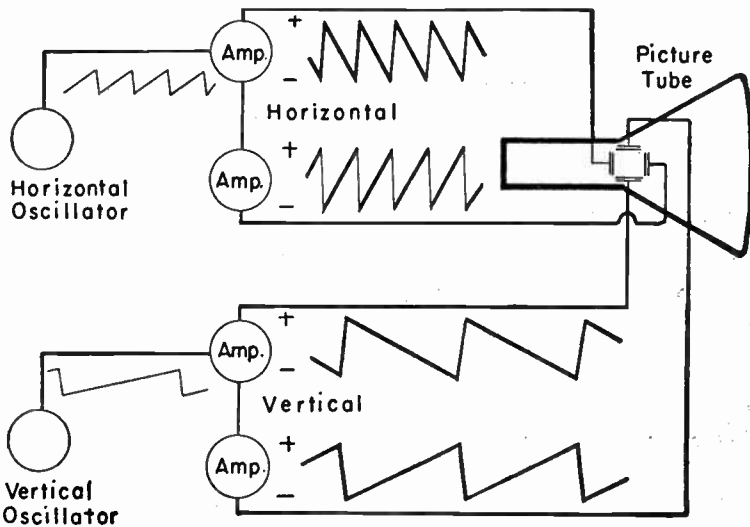 Amp.
+
−
Picture
Tube
Horizontal
Amp.
+
−
Horizontal
Oscillator
Amp.
+
−
Vertical
Amp.
+
−
Vertical
Oscillator